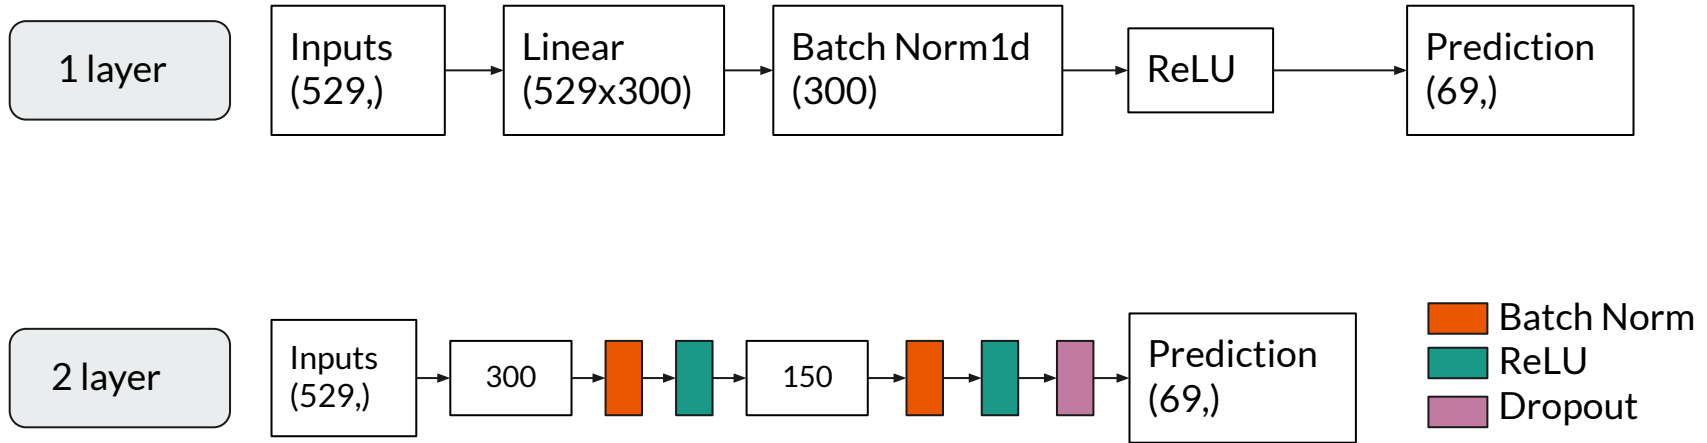 1 layer
Inputs
(529,)
Linear
(529x300)
Batch Norm1d
(300)
ReLU
Prediction
(69,)
2 layer
Inputs
(529,)
300
150
Prediction
(69,)
Batch Norm
ReLU
Dropout